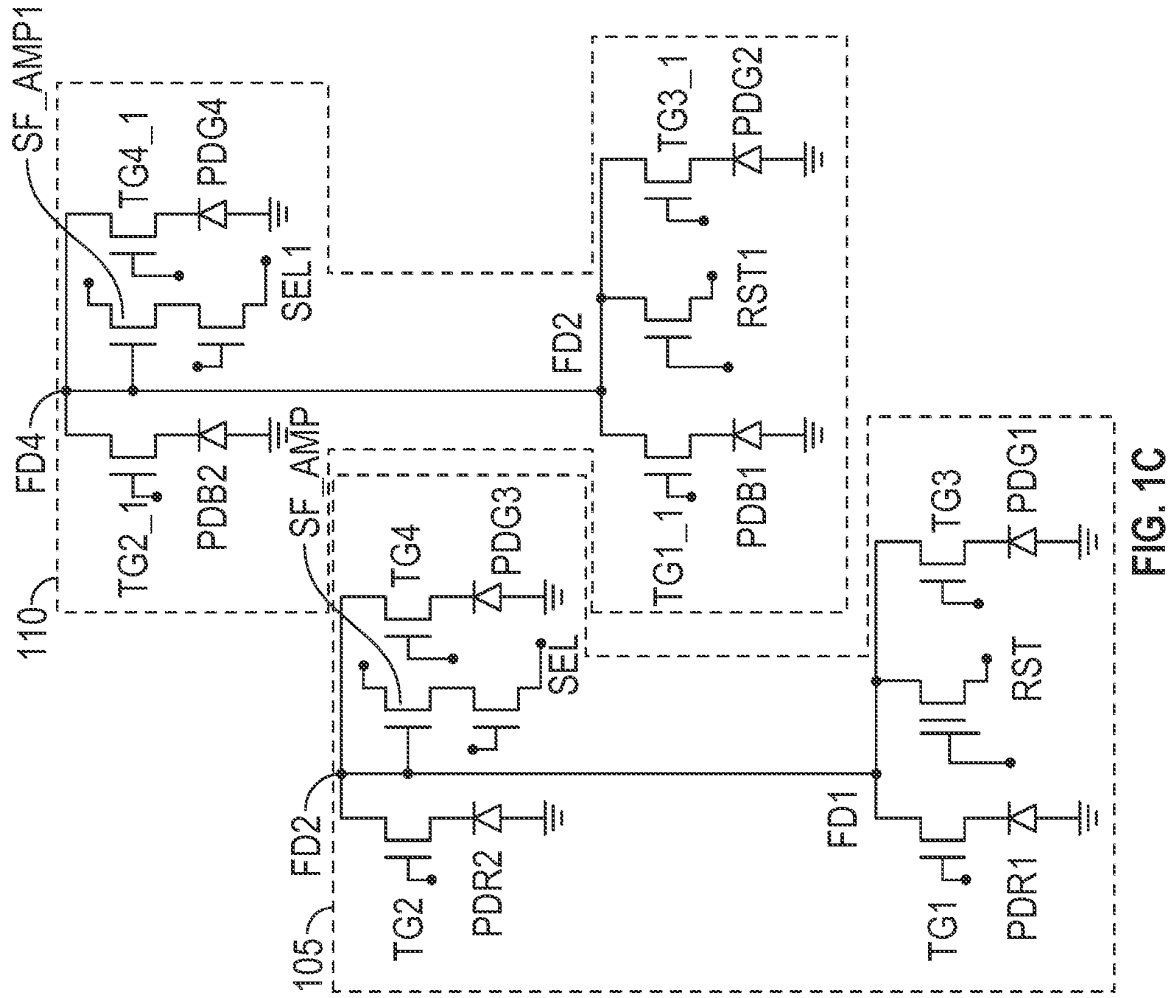 110
FD4
SF_AMP1
TG2_1
TG4_1
PDB2
PDG4
SEL1
105
FD2
SF_AMP
FD2
TG2
TG4
TG1_1
TG3_1
PDR2
PDG3
PDB1
RST1
PDG2
SEL
FD1
TG1
TG3
PDR1
RST
PDG1
FIG. 1C